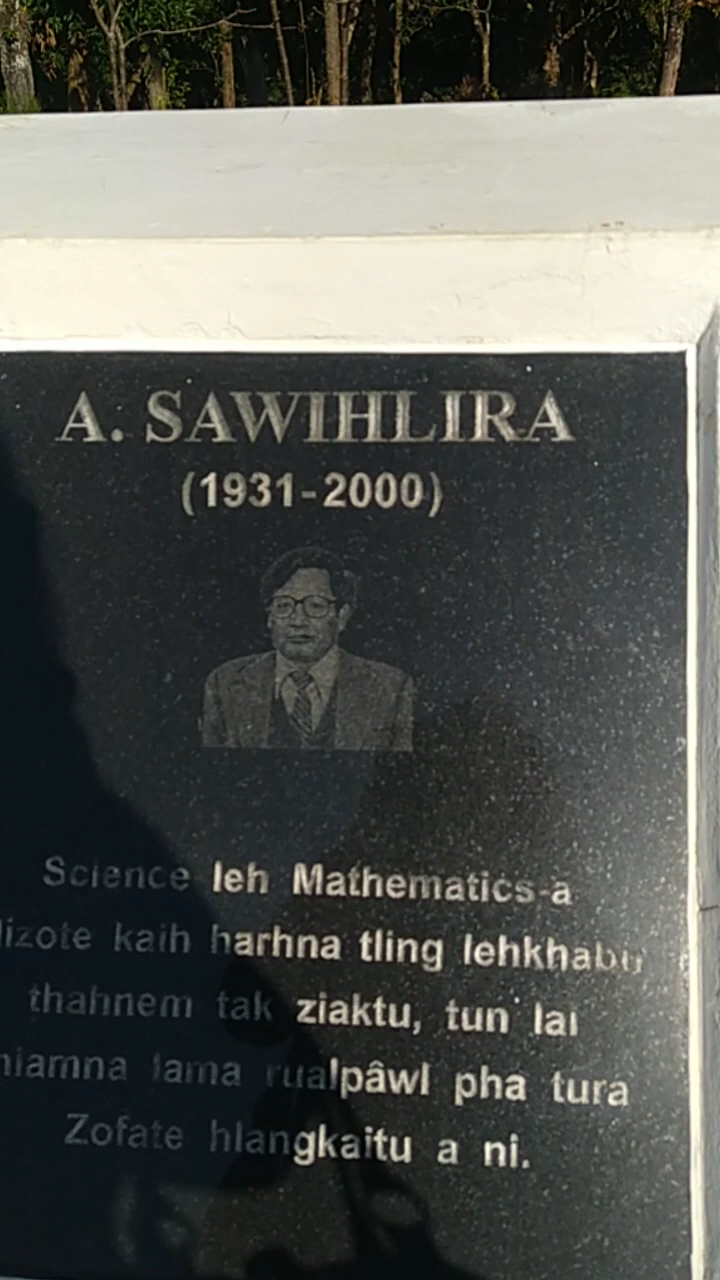 A. SAWIHLIRA
(1931-2000)
Science leh Mathematics-a
kaih harhna tling lehkhabu
thahnem tak ziaktu, tun lai
lama rualpâwl pha tura
Zofate hlangkaitu a ni.